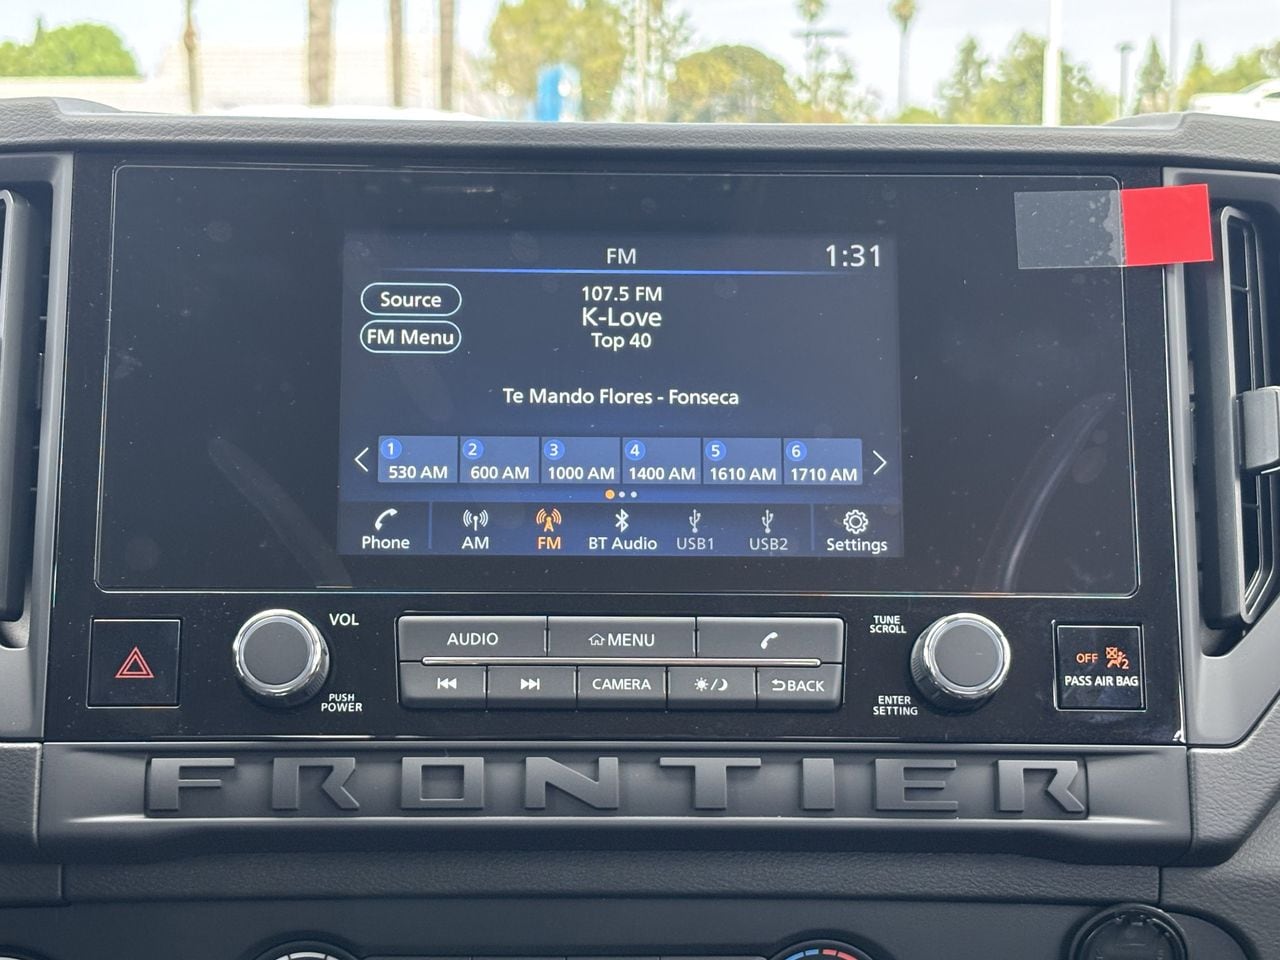 FM
1:31
Source
FM Menu
107.5 FM
K-Love
Top 40
Te Mando Flores - Fonseca
1 530 AM
2 600 AM
3 1000 AM
4 1400 AM
5 1610 AM
6 1710 AM
Phone
AM
FM
BT Audio
USB1
USB2
Settings
VOL
PUSH
POWER
AUDIO
MENU
CAMERA
BACK
TUNE
SCROLL
ENTER
SETTING
OFF 2
PASS AIR BAG
FRONTIER